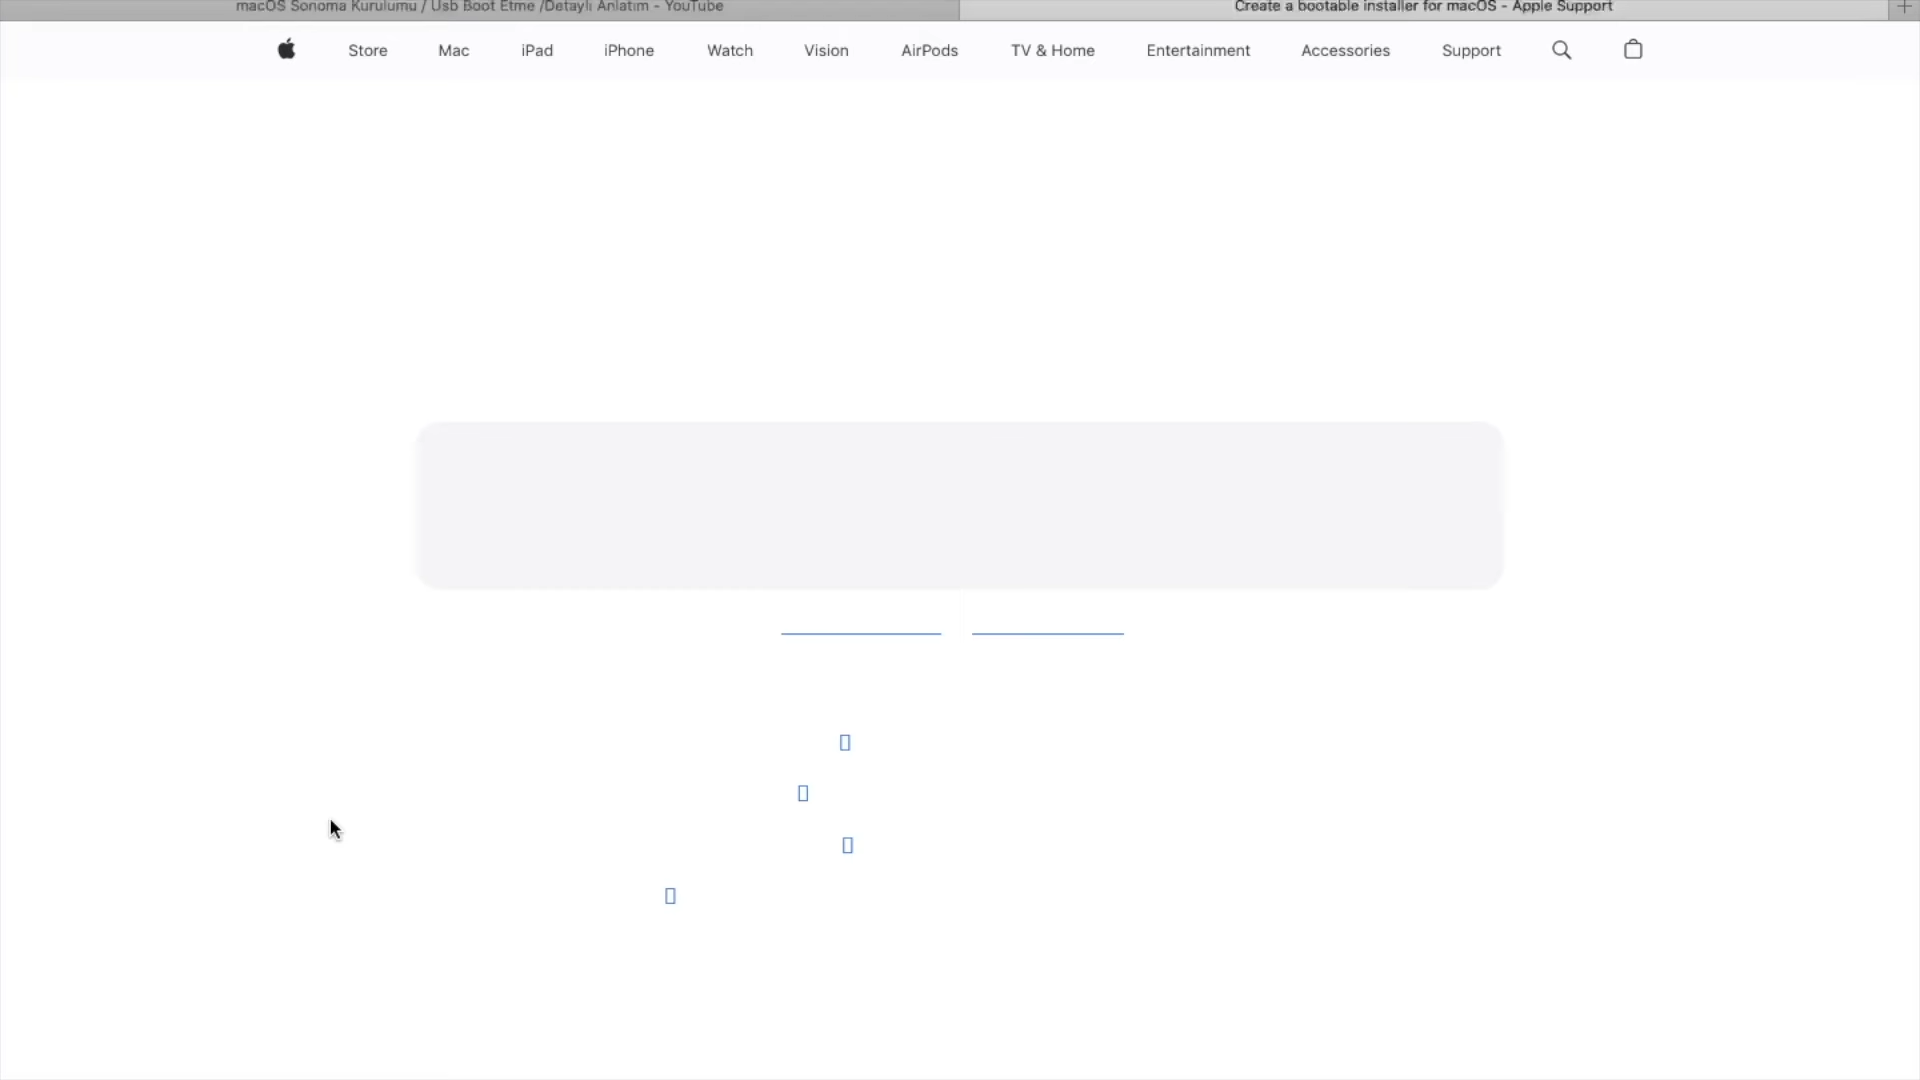 macOS Sonoma Kurulumu / Usb Boot Etme /Detaylı Anlatım - YouTube
Create a bootable installer for macOS - Apple Support
Store Mac iPad iPhone Watch Vision AirPods TV & Home Entertainment Accessories Support